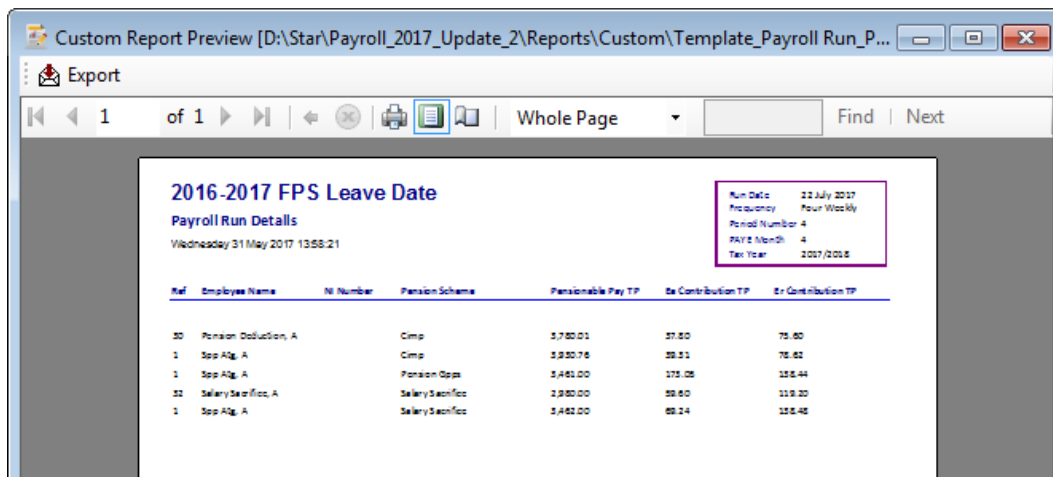 Custom Report Preview [D:\Star\Payroll_2017_Update_2\Reports\Custom\Template_Payroll Run_P...
Export
1 of 1 Whole Page Find Next
2016-2017 FPS Leave Date
Payroll Run Details
Wednesday 31 May 2017 13:58:21
Run Date 22 July 2017
Frequency Four Weekly
Period Number 4
PAYE Month 4
Tax Year 2017/2018
Ref Employee Name NI Number Pension Scheme Pensionable Pay TP Ee Contribution TP Er Contribution TP
30 Pension Deduction, A Cimp 3,780.01 37.80 75.60
1 Spp Atg, A Cimp 3,930.76 39.31 78.62
1 Spp Atg, A Pension Opps 3,461.00 173.05 138.44
32 Salary Sacrifice, A Salary Sacrifice 2,980.00 59.60 119.20
1 Spp Atg, A Salary Sacrifice 3,462.00 69.24 138.48